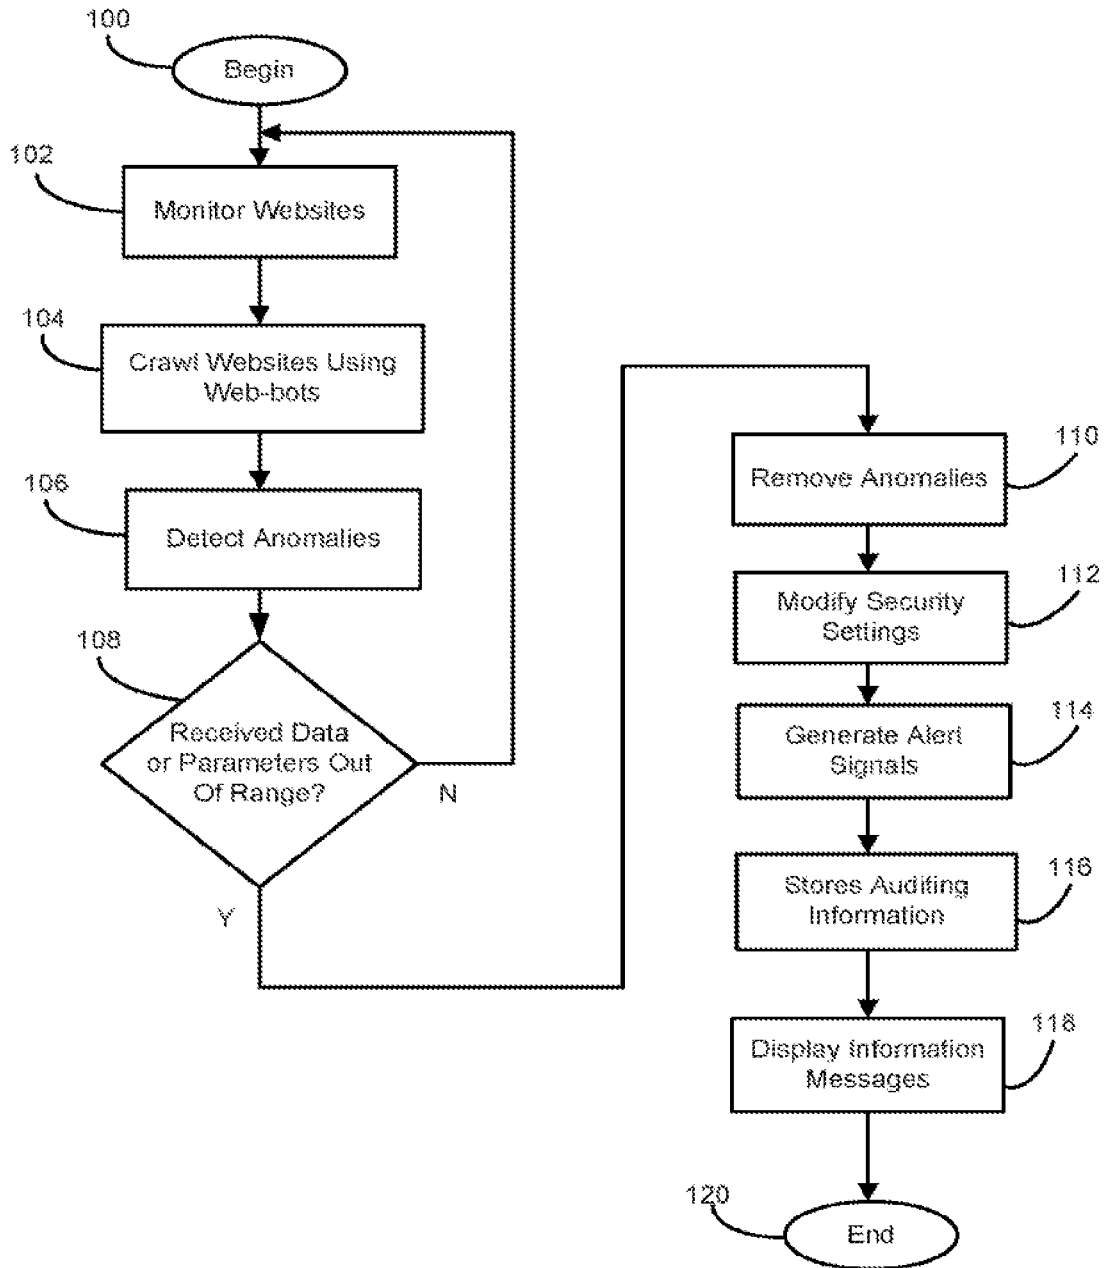 100
Begin
102
Monitor Websites
104
Crawl Websites Using
Web-bots
106
Detect Anomalies
108
Received Data
or Parameters Out
Of Range?
N
Y
110
Remove Anomalies
112
Modify Security
Settings
114
Generate Alert
Signals
116
Stores Auditing
Information
118
Display Information
Messages
120
End